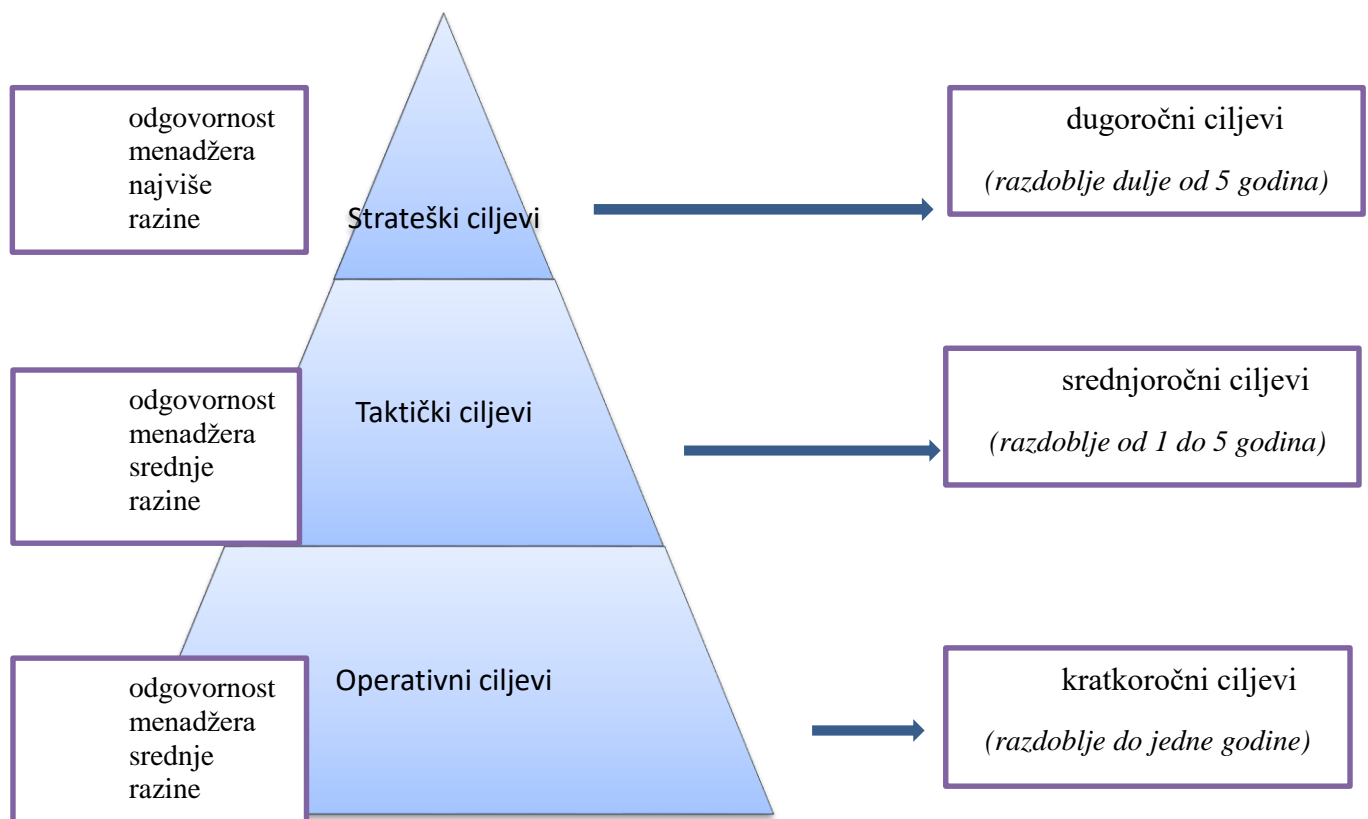 odgovornost
menadžera
najviše
razine
Strateški ciljevi
dugoročni ciljevi
(razdoblje dulje od 5 godina)
odgovornost
menadžera
srednje
razine
Taktički ciljevi
srednjoročni ciljevi
(razdoblje od 1 do 5 godina)
odgovornost
menadžera
srednje
razine
Operativni ciljevi
kratkoročni ciljevi
(razdoblje do jedne godine)